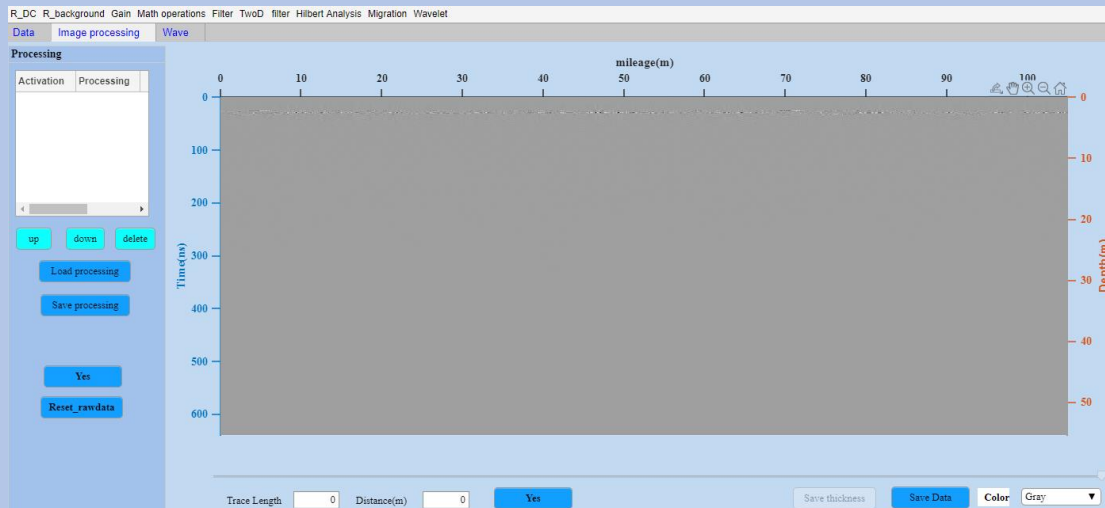 R_DC R_background Gain Math operations Filter TwoD filter Hilbert Analysis Migration Wavelet
Data Image processing Wave
Processing
Activation Processing
up down delete
Load processing
Save processing
Yes
Reset_rawdata
mileage(m)
0 10 20 30 40 50 60 70 80 90 100
0
100
200
300
400
500
600
Time(ns)
0
10
20
30
40
50
Depth(m)
Trace Length 0 Distance(m) 0 Yes Save thickness Save Data Color Gray